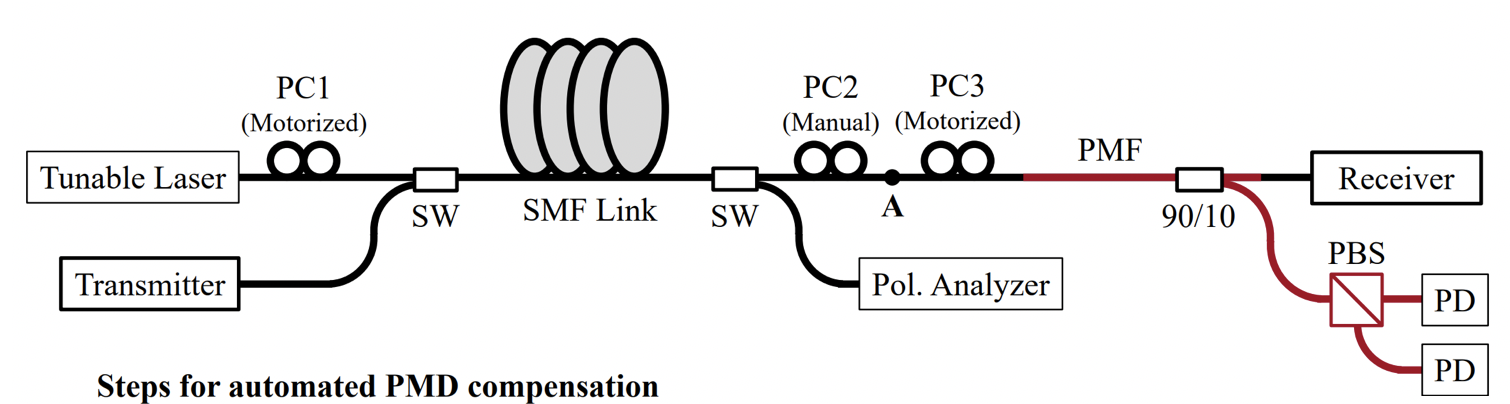 PC1
(Motorized)
PC2
(Manual)
PC3
(Motorized)
PMF
Tunable Laser
SW
SMF Link
SW
A
90/10
Receiver
Transmitter
Pol. Analyzer
PBS
PD
PD
Steps for automated PMD compensation